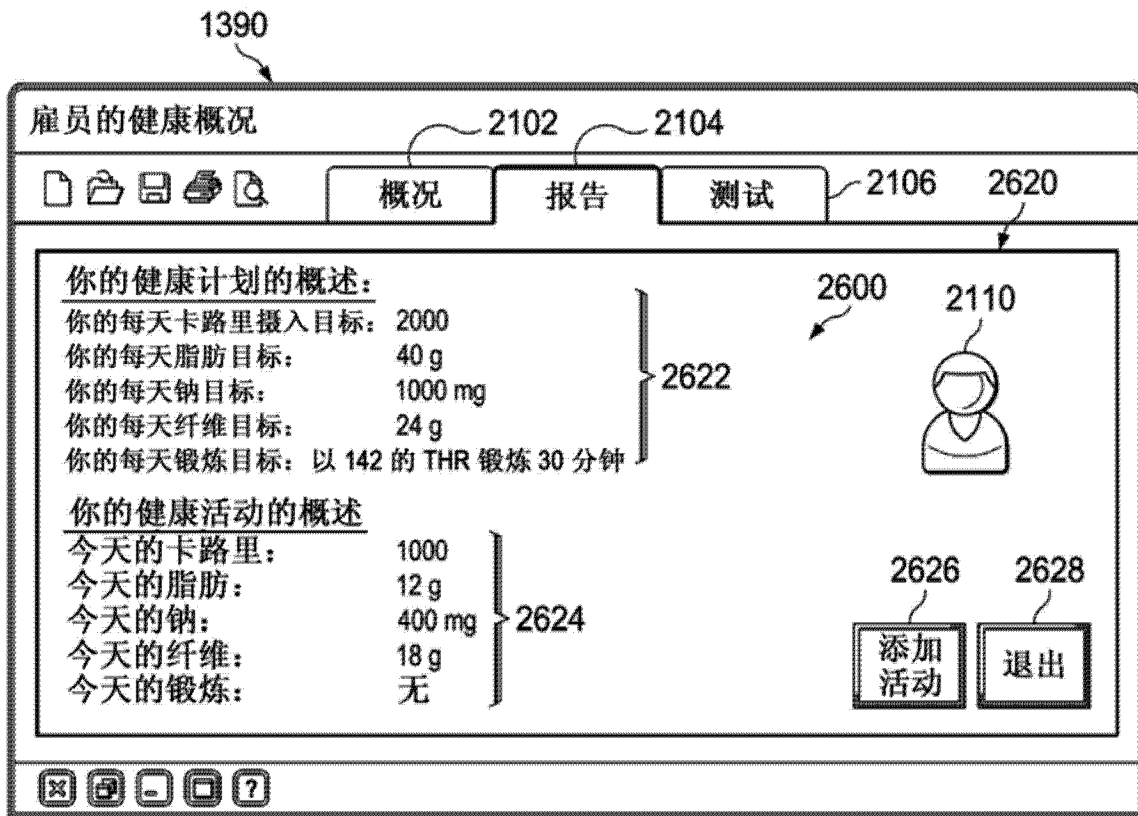 1390
雇员的健康概况
2102
2104
概况
报告
测试
2106
2620
你的健康计划的概述:
你的每天卡路里摄入目标: 2000
你的每天脂肪目标: 40 g
你的每天钠目标: 1000 mg
你的每天纤维目标: 24 g
你的每天锻炼目标: 以 142 的 THR 锻炼 30 分钟
2622
2600
2110
你的健康活动的概述
今天的卡路里: 1000
今天的脂肪: 12 g
今天的钠: 400 mg
今天的纤维: 18 g
今天的锻炼: 无
2624
2626
2628
添加
活动
退出
?